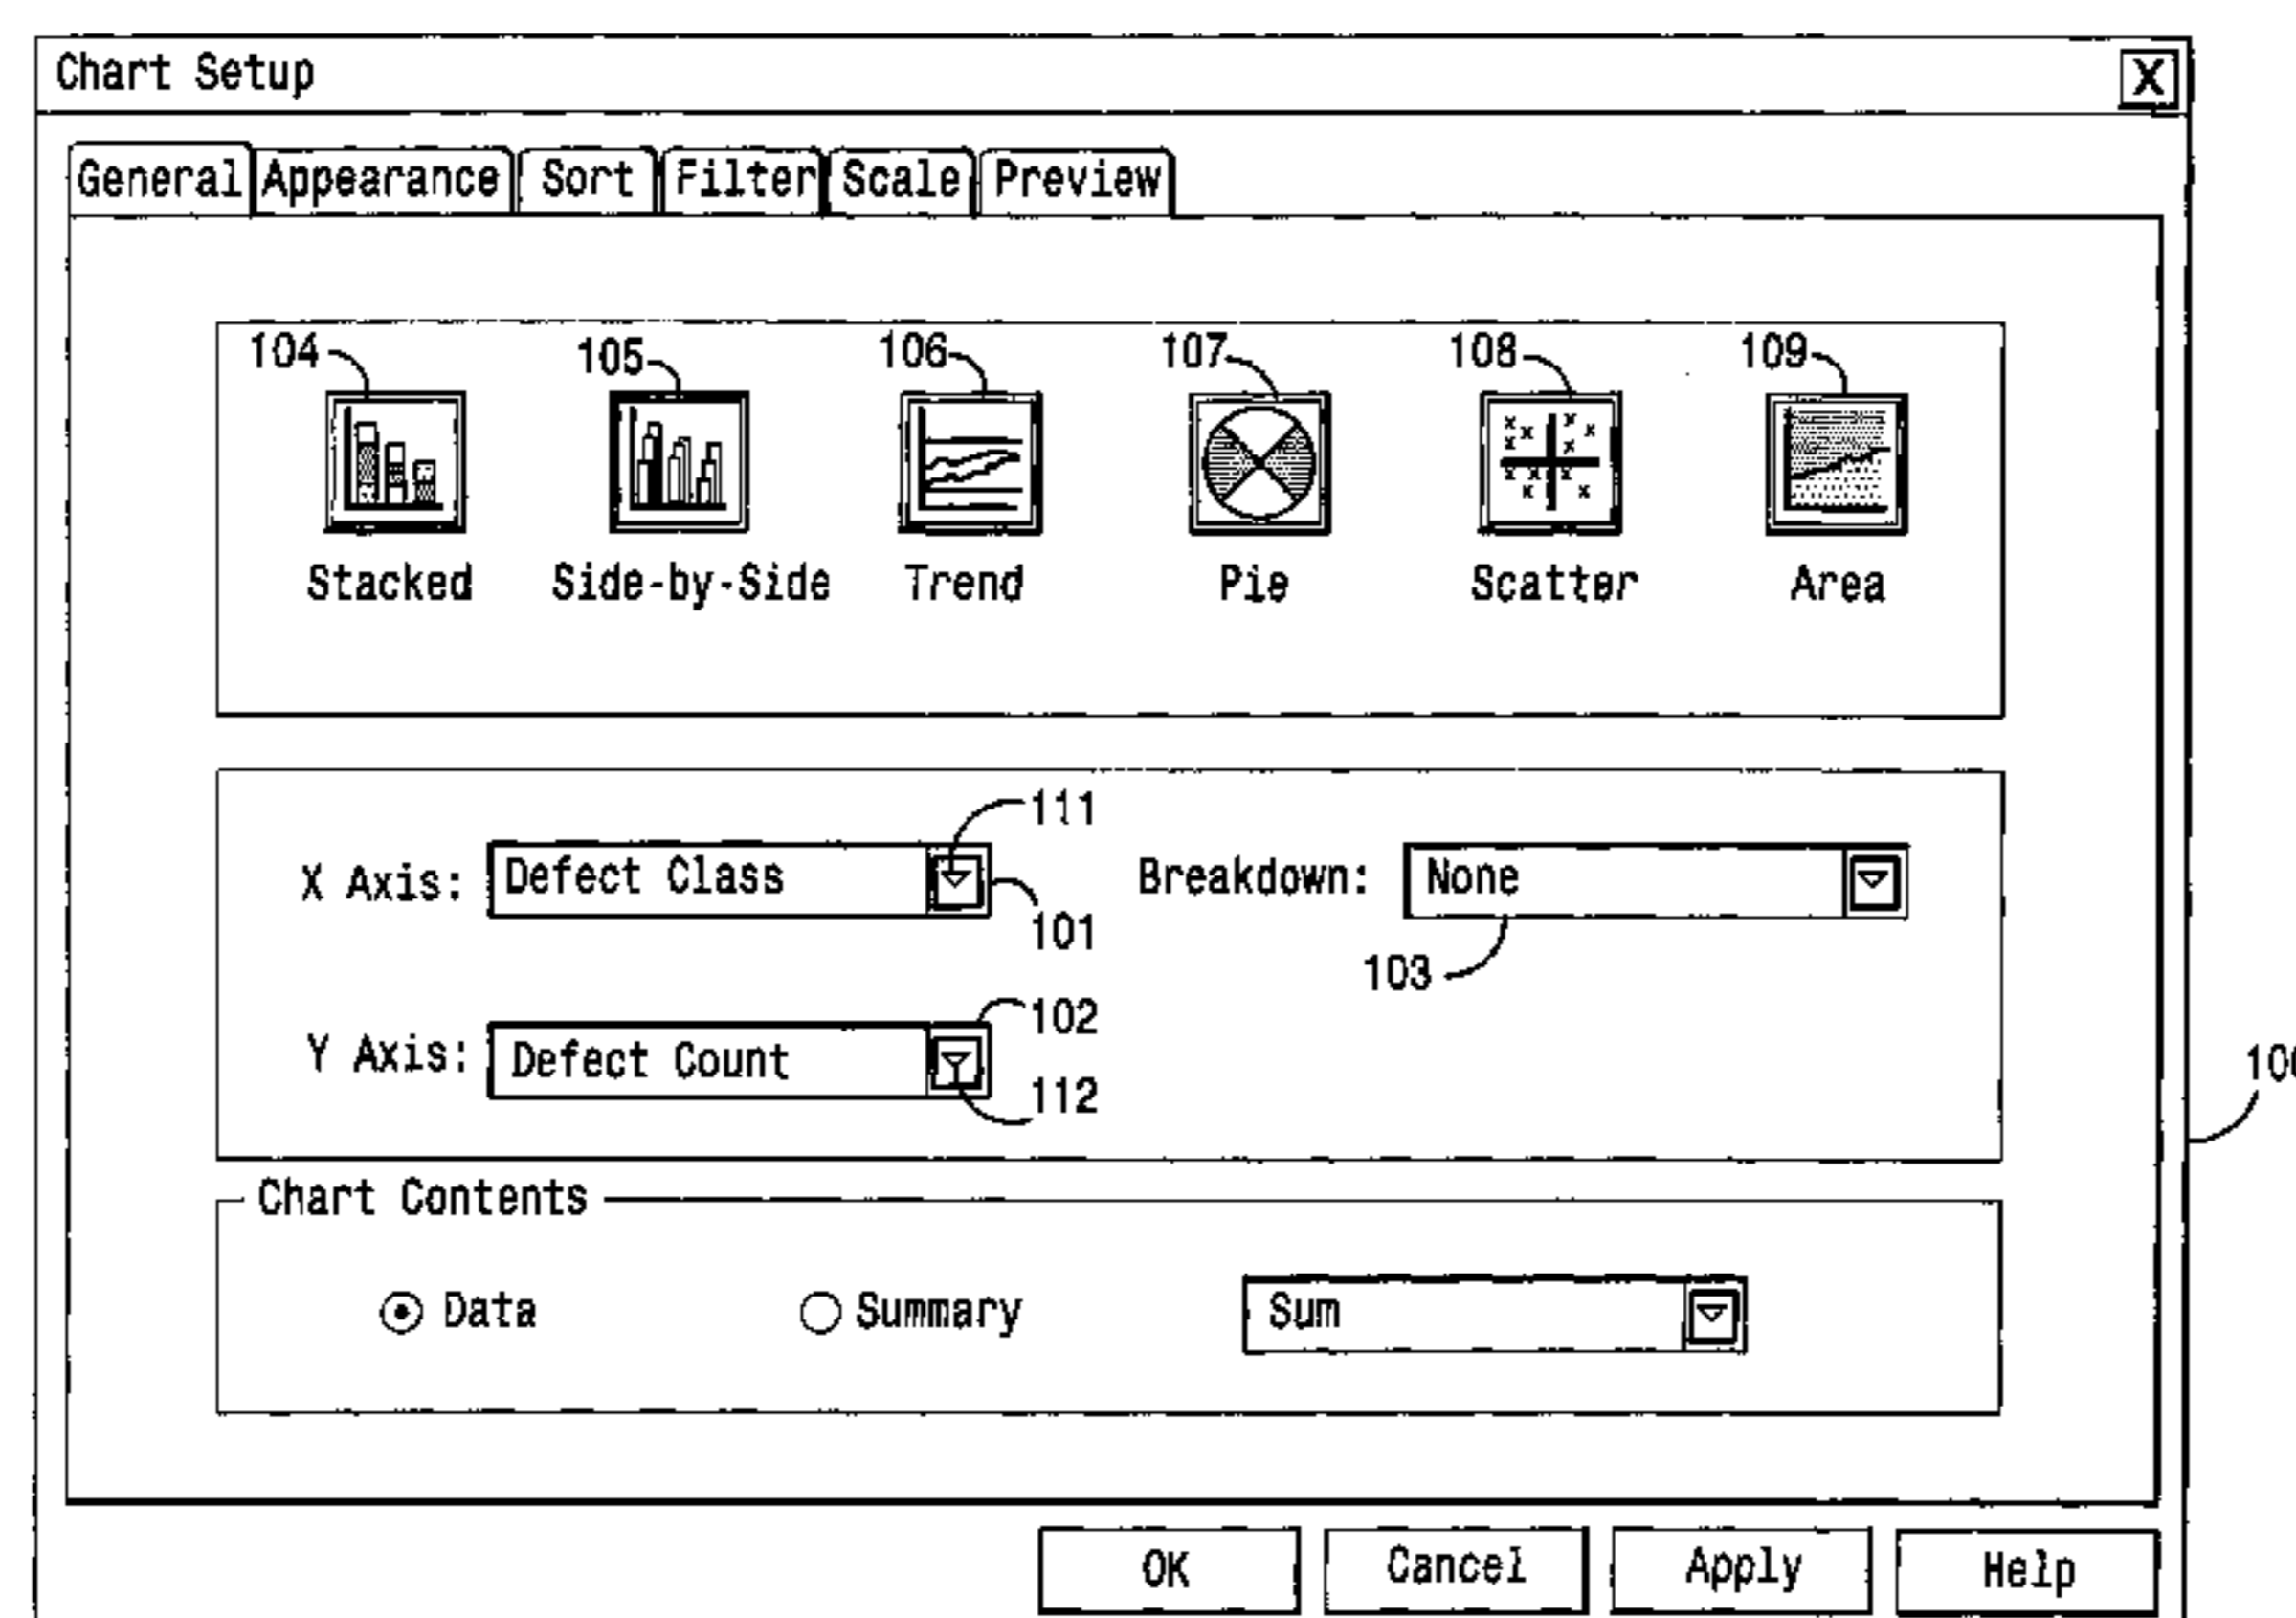 Chart Setup X
General Appearance Sort Filter Scale Preview
104 105 106 107 108 109
Stacked Side-by-Side Trend Pie Scatter Area
111
X Axis: Defect Class Breakdown: None
101
103
102
Y Axis: Defect Count
112
Chart Contents
Data Summary Sum
OK Cancel Apply Help